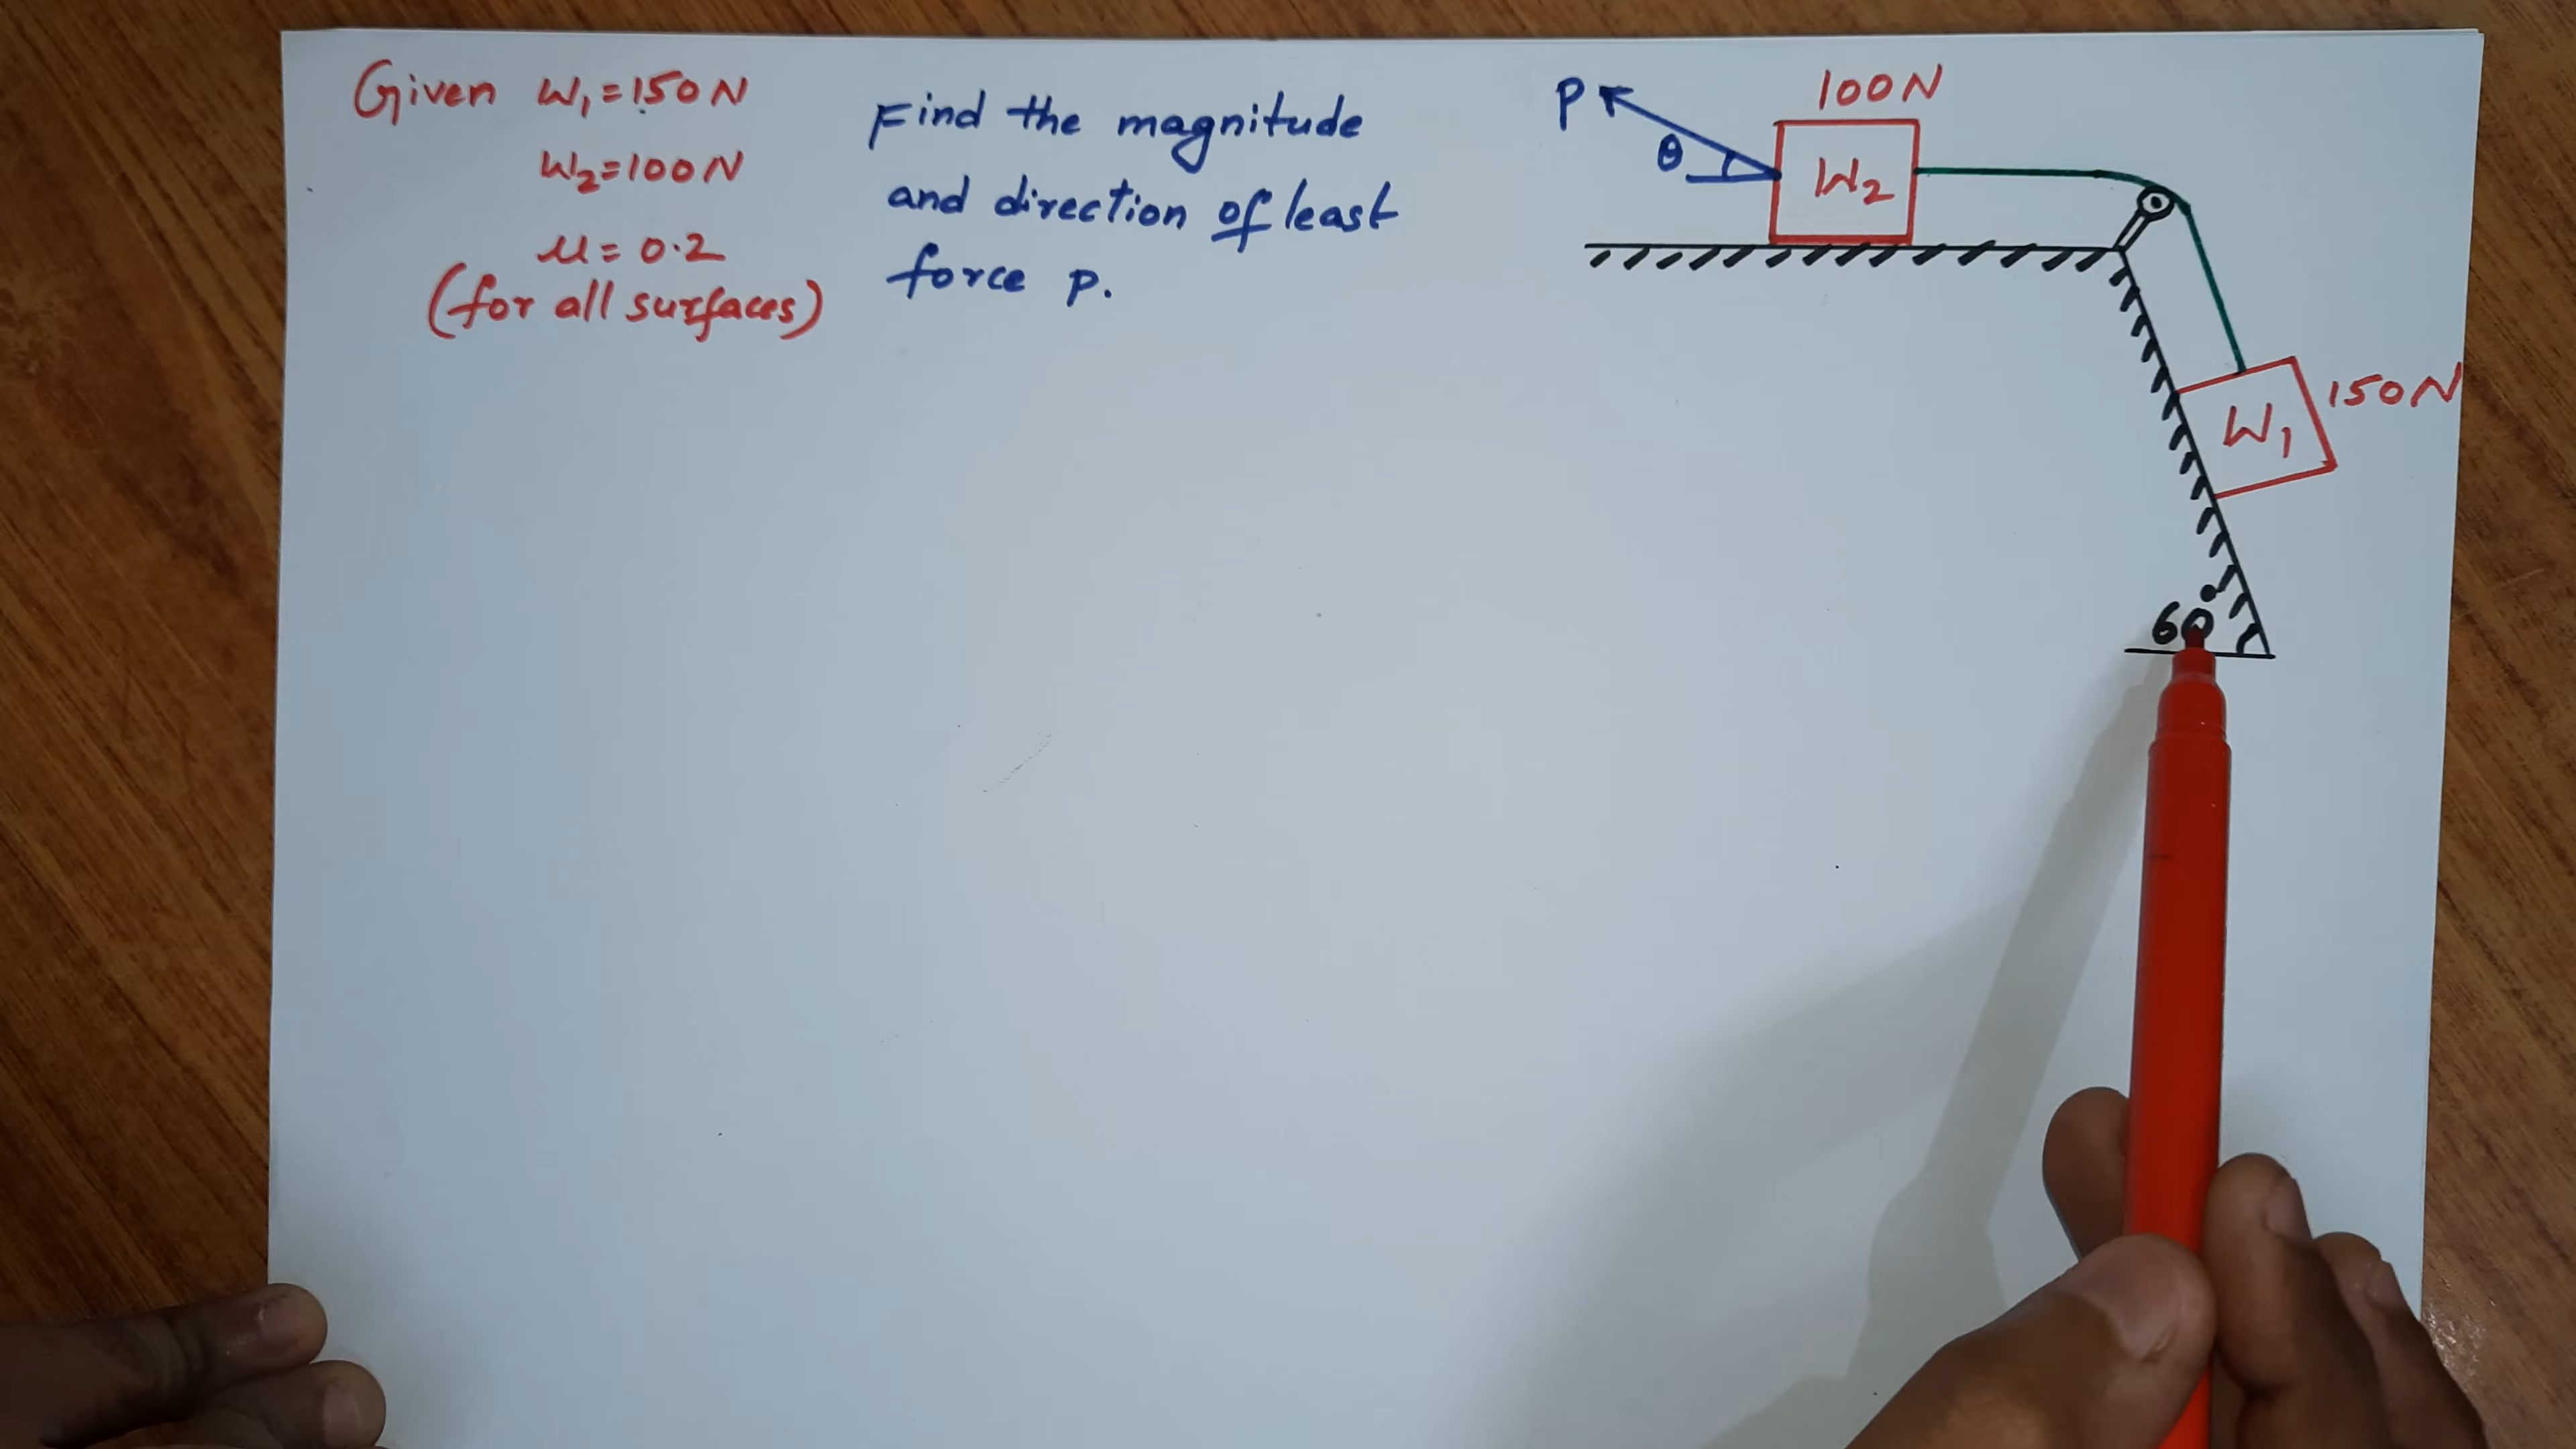 Given W₁=150N
W₂=100N
μ=0.2
(for all surfaces)
Find the magnitude
and direction of least
force P.
P
θ
100N
W₂
150N
W₁
60°